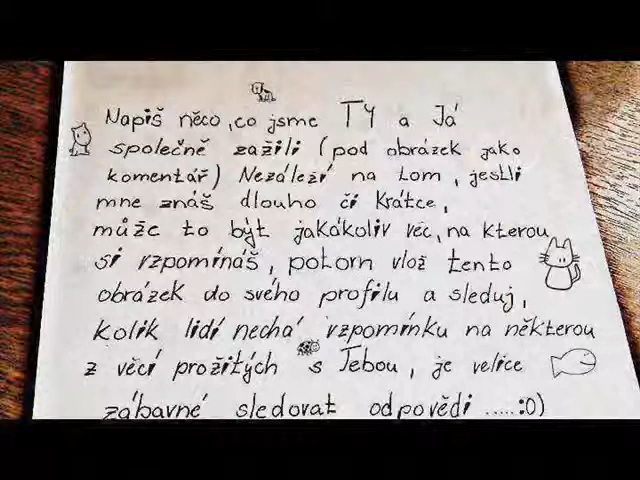 Napiš něco, co jsme TY a Já
společně zažili (pod obrázek jako
komentář) Nezáleží na tom, jestli
mne znáš dlouho či Krátce,
může to být jakákoliv věc, na kterou
si vzpomínáš, potom vlož tento
obrázek do svého profilu a sleduj,
kolik lidí nechá vzpomínku na některou
z věcí prožitých s Tebou, je velice
zábavné sledovat odpovědi .....:0)